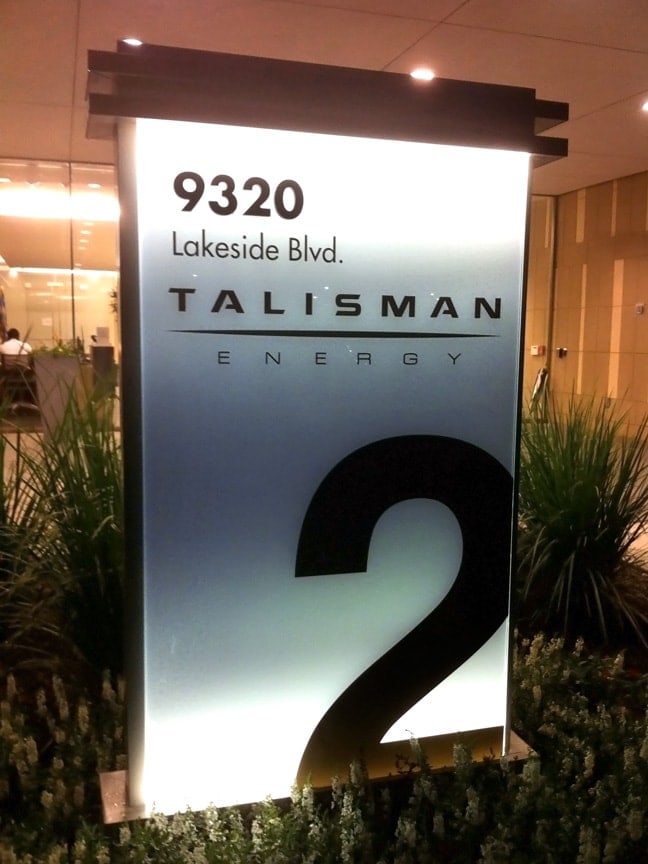 9320
Lakeside Blvd.
TALISMAN
ENERGY
2